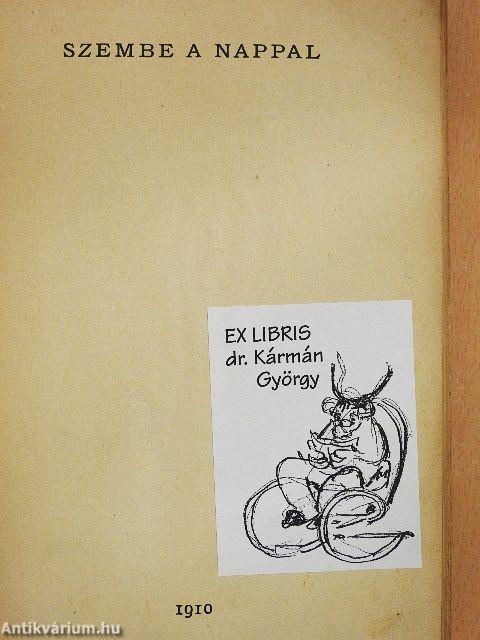 SZEMBE A NAPPAL
EX LIBRIS
dr. Kármán
György
1910
Antikvárium.hu